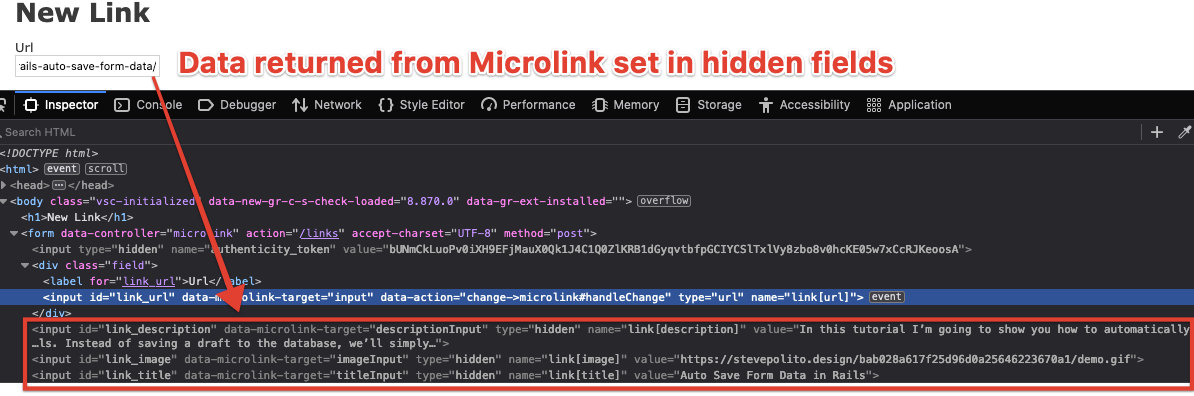 New Link
Url
rails-auto-save-form-data/
Data returned from Microlink set in hidden fields
Inspector Console Debugger Network Style Editor Performance Memory Storage Accessibility Application
Search HTML
<!DOCTYPE html>
<html> event scroll
<head> ⋯ </head>
<body class="vsc-initialized" data-new-gr-c-s-check-loaded="8.870.0" data-gr-ext-installed=""> overflow
<h1>New Link</h1>
<form data-controller="microlink" action="/links" accept-charset="UTF-8" method="post">
<input type="hidden" name="authenticity_token" value="bUNmCkLuoPv0iXH9EFjMauX0Qk1J4C1Q0ZlKRB1dGyqvtbfpGCIYCSlTxlVy8zbo8v0hcKE05w7xCcRJKeoosA">
<div class="field">
<label for="link_url">Url</label>
<input id="link_url" data-microlink-target="input" data-action="change->microlink#handleChange" type="url" name="link[url]"> event
</div>
<input id="link_description" data-microlink-target="descriptionInput" type="hidden" name="link[description]" value="In this tutorial I’m going to show you how to automatically
…ls. Instead of saving a draft to the database, we’ll simply…">
<input id="link_image" data-microlink-target="imageInput" type="hidden" name="link[image]" value="https://stevepolito.design/bab028a617f25d96d0a25646223670a1/demo.gif">
<input id="link_title" data-microlink-target="titleInput" type="hidden" name="link[title]" value="Auto Save Form Data in Rails">